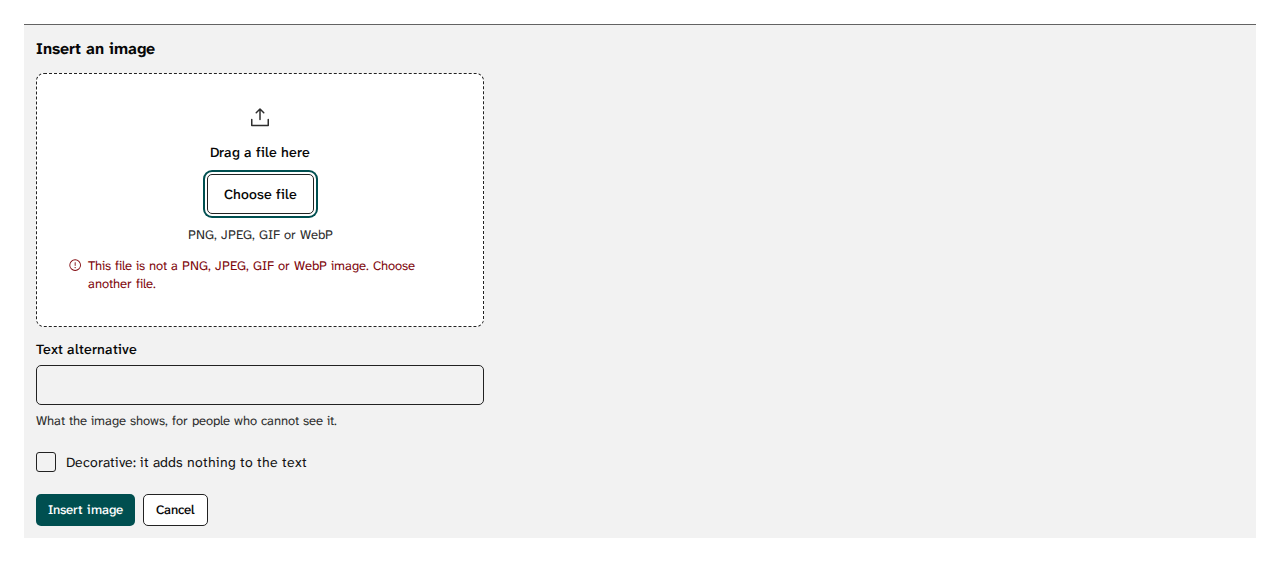 Insert an image
Drag a file here
Choose file
PNG, JPEG, GIF or WebP
This file is not a PNG, JPEG, GIF or WebP image. Choose
another file.
Text alternative
What the image shows, for people who cannot see it.
Decorative: it adds nothing to the text
Insert image
Cancel